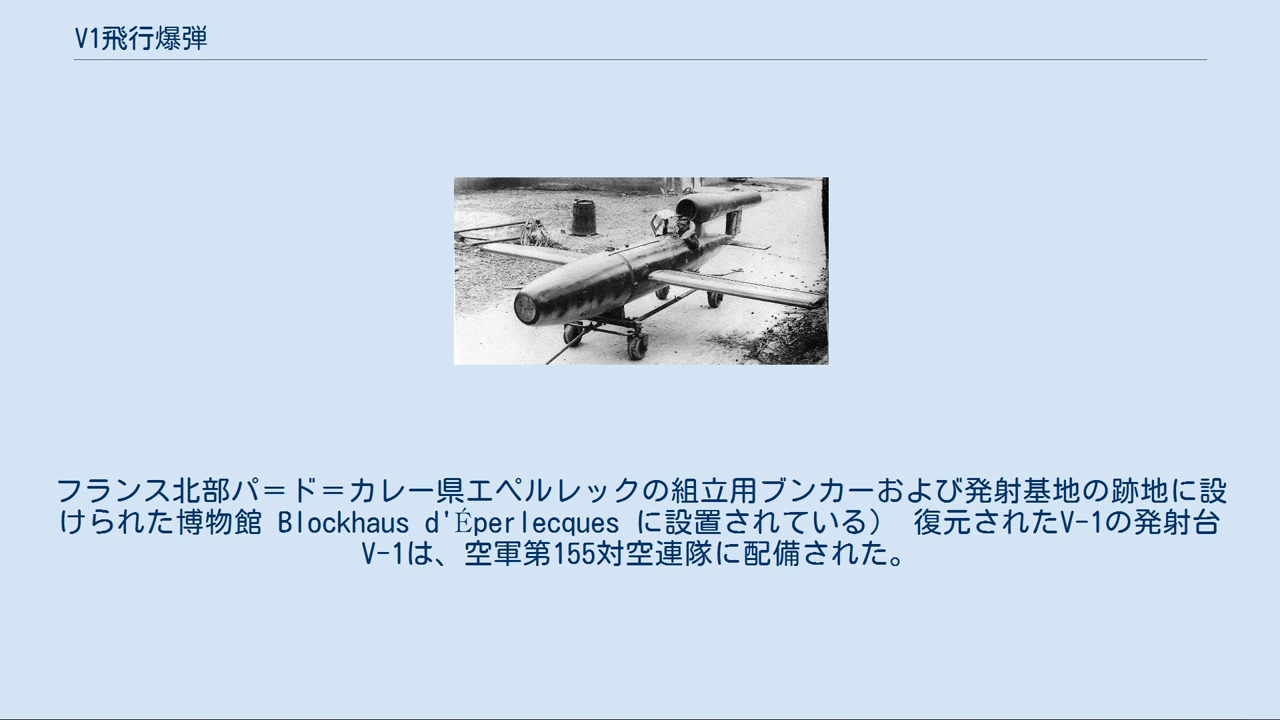 V1飛行爆弾
フランス北部パ＝ド＝カレー県エペルレックの組立用ブンカーおよび発射基地の跡地に設
けられた博物館 Blockhaus d'Éperlecques に設置されている） 復元されたV-1の発射台
V-1は、空軍第155対空連隊に配備された。